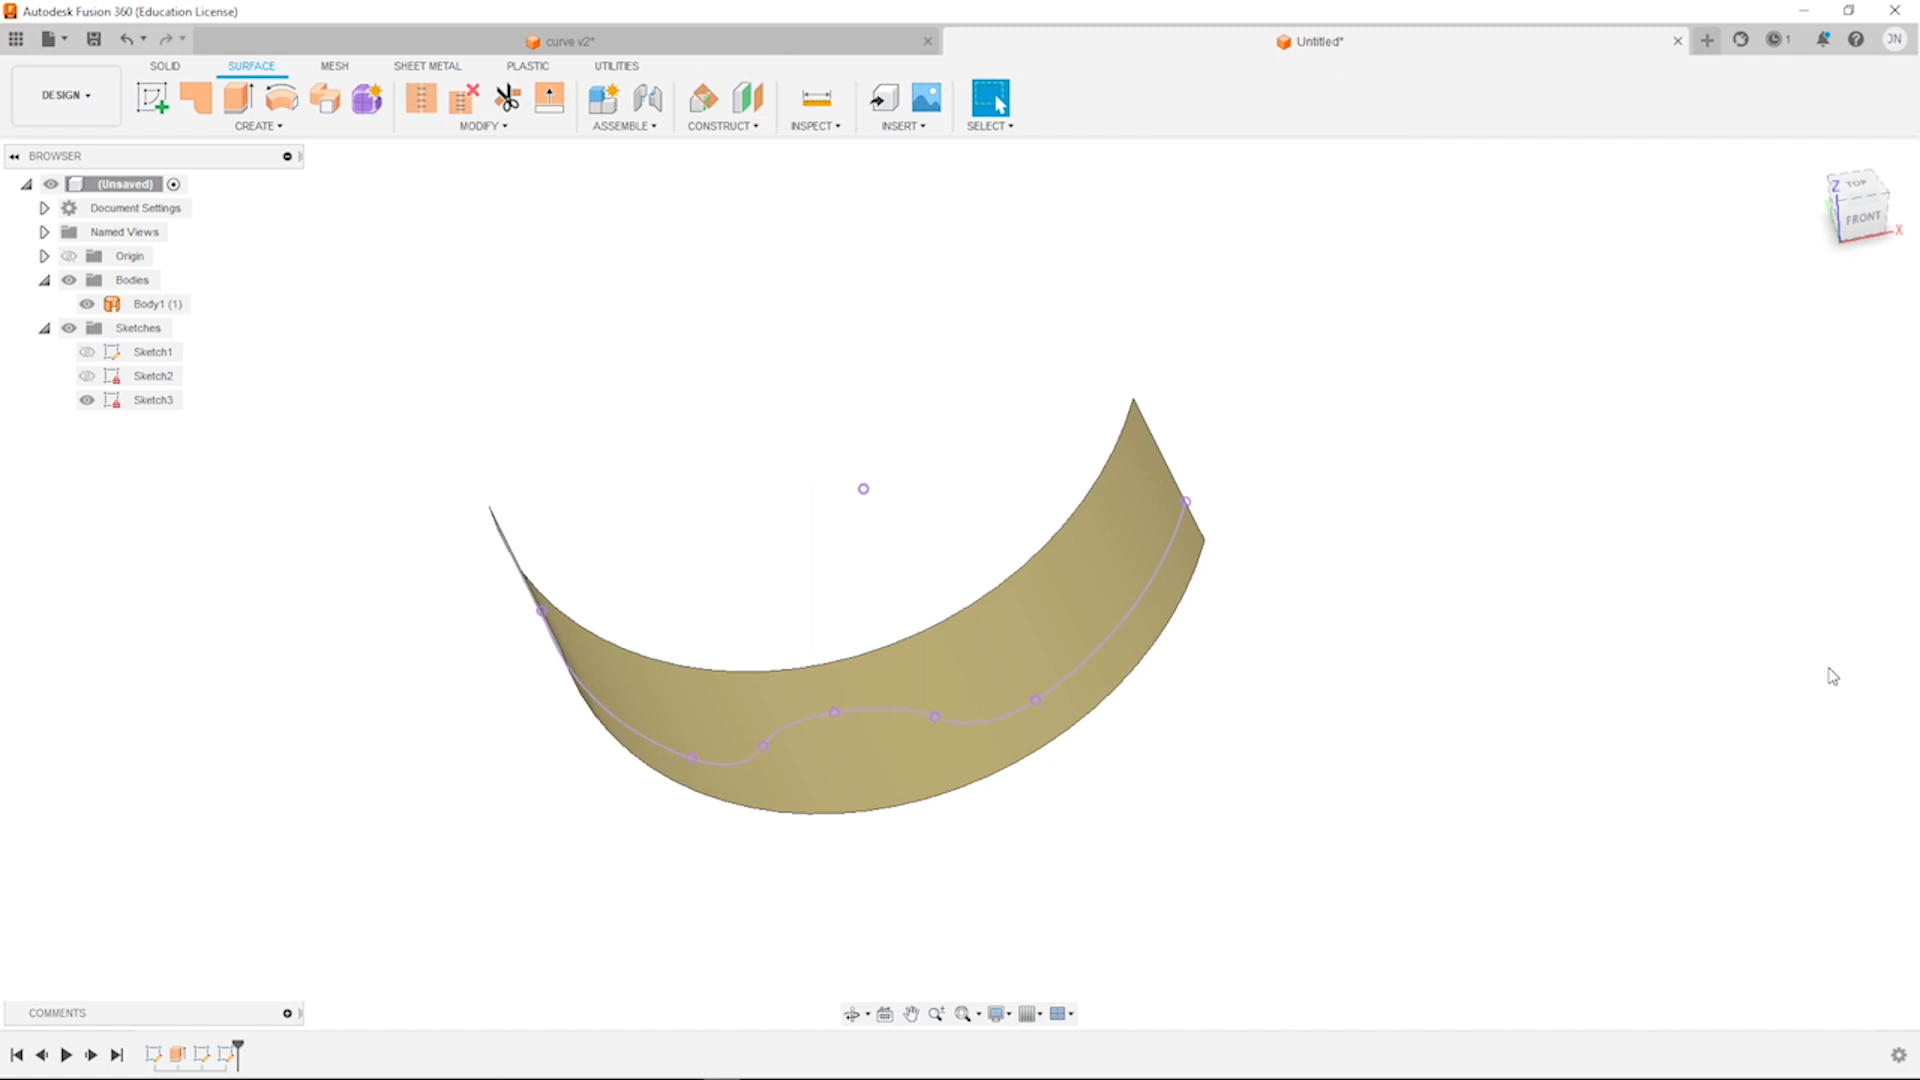 Autodesk Fusion 360 (Education License)
curve v2*
Untitled*
1
JN
SOLID
SURFACE
MESH
SHEET METAL
PLASTIC
UTILITIES
DESIGN
CREATE
MODIFY
ASSEMBLE
CONSTRUCT
INSPECT
INSERT
SELECT
BROWSER
(Unsaved)
Document Settings
Named Views
Origin
Bodies
Body1 (1)
Sketches
Sketch1
Sketch2
Sketch3
TOP
Z
FRONT
X
COMMENTS